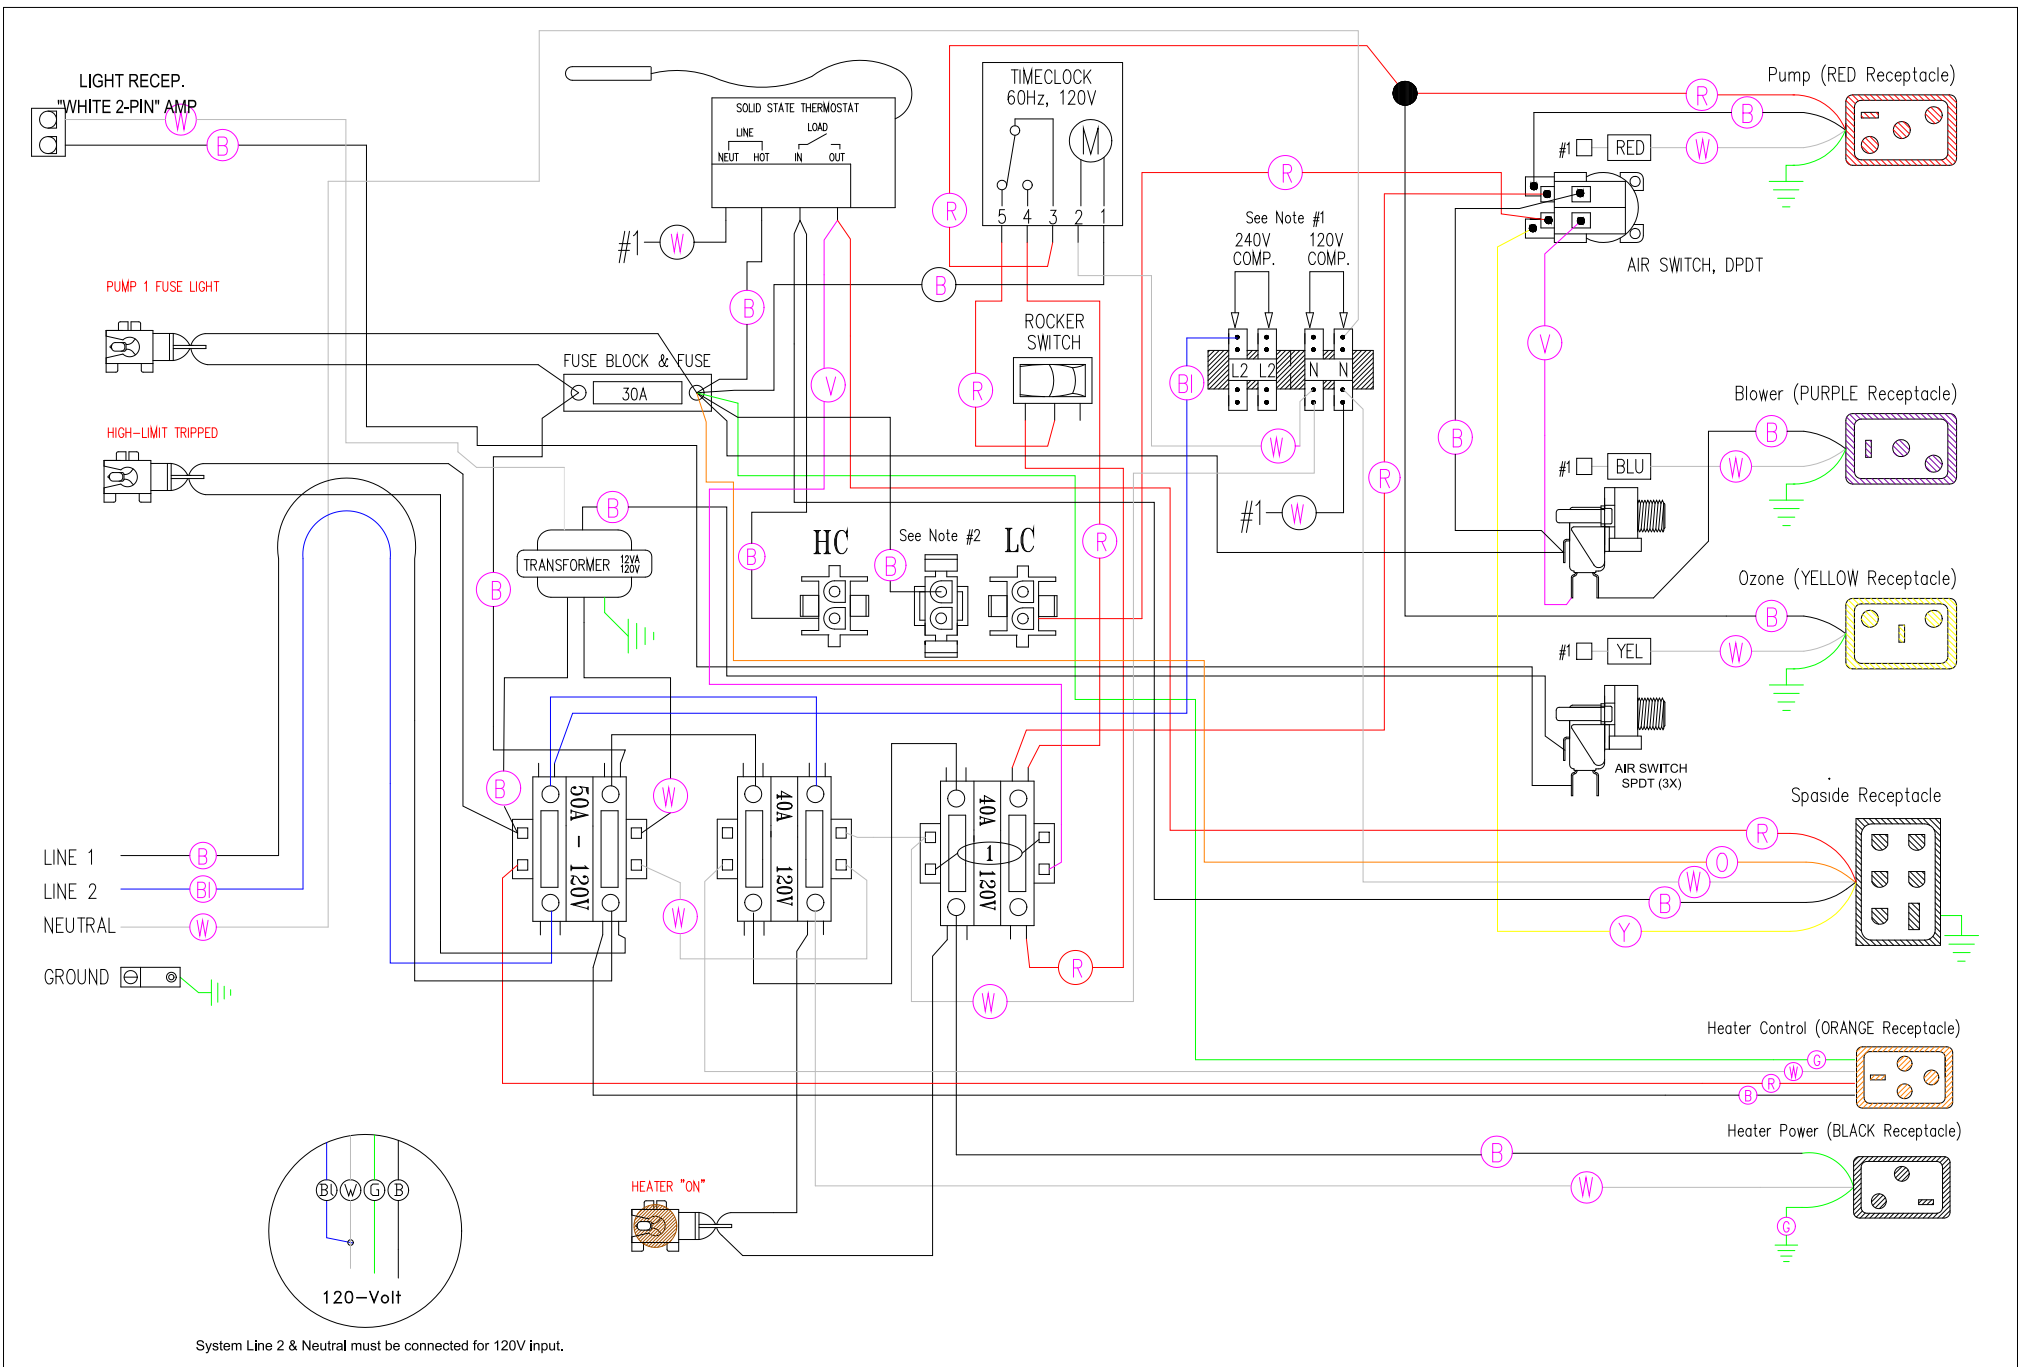 LIGHT RECEP.
"WHITE 2-PIN" AMP
W
B
SOLID STATE THERMOSTAT
LINE
LOAD
NEUT HOT IN OUT
#1 W
TIMECLOCK
60Hz, 120V
M
5 4 3 2 1
R
B
R
See Note #1
240V
COMP.
120V
COMP.
L2 L2 N N
Bl
W
#1 W
ROCKER
SWITCH
R
R
Pump (RED Receptacle)
R
B
#1 RED W
AIR SWITCH, DPDT
V
B
R
Blower (PURPLE Receptacle)
B
#1 BLU W
Ozone (YELLOW Receptacle)
B
#1 YEL W
AIR SWITCH
SPDT (3X)
Spaside Receptacle
R
O
W
B
Y
PUMP 1 FUSE LIGHT
FUSE BLOCK & FUSE
30A
B
V
HIGH-LIMIT TRIPPED
B
TRANSFORMER 12VA
120V
B
B
HC
See Note #2
B
LC
B
W
50A - 120V
W
40A 120V
40A 1 120V
R
W
LINE 1 B
LINE 2 Bl
NEUTRAL W
GROUND
Heater Control (ORANGE Receptacle)
G
W
R
B
Heater Power (BLACK Receptacle)
B
W
G
HEATER "ON"
Bl W G B
120-Volt
System Line 2 & Neutral must be connected for 120V input.